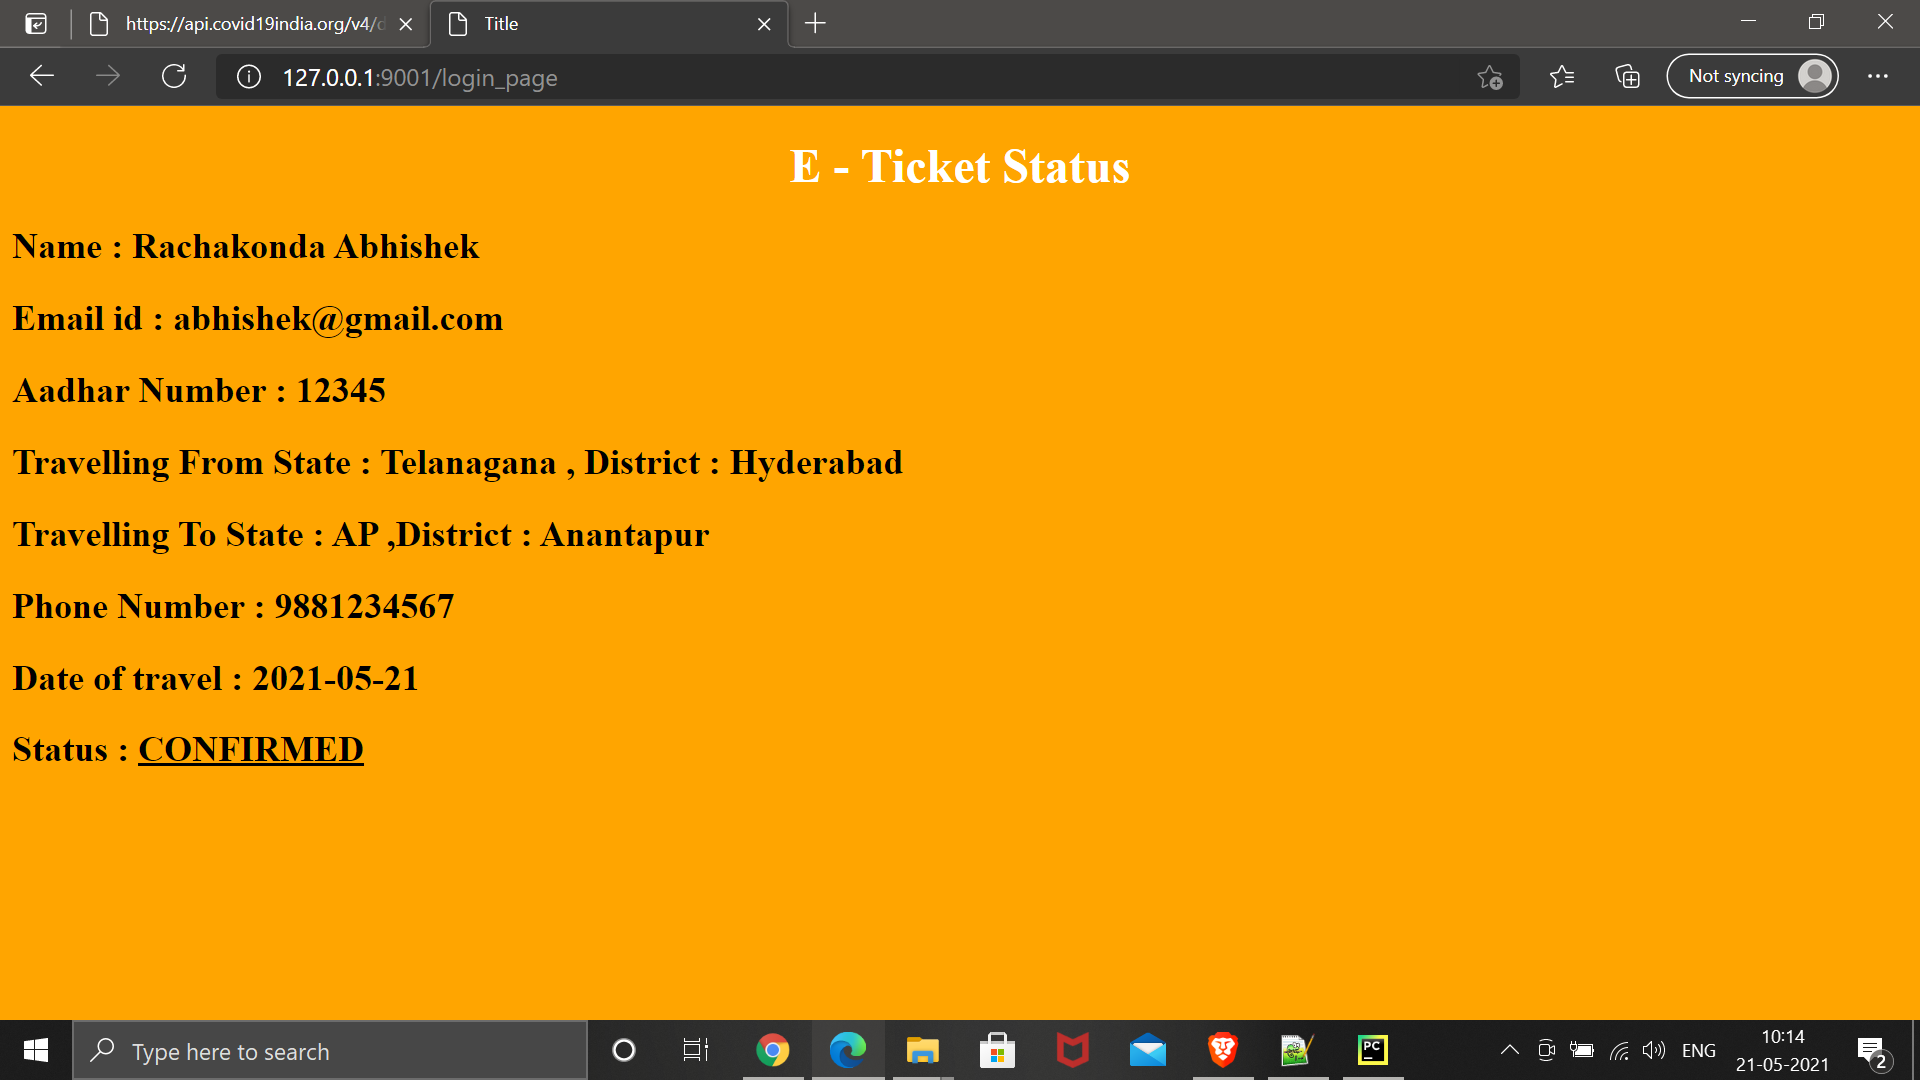 https://api.covid19india.org/v4/d
Title
127.0.0.1:9001/login_page
Not syncing
E - Ticket Status
Name : Rachakonda Abhishek
Email id : abhishek@gmail.com
Aadhar Number : 12345
Travelling From State : Telanagana , District : Hyderabad
Travelling To State : AP ,District : Anantapur
Phone Number : 9881234567
Date of travel : 2021-05-21
Status : CONFIRMED
Type here to search
PC
ENG
10:14
21-05-2021
2